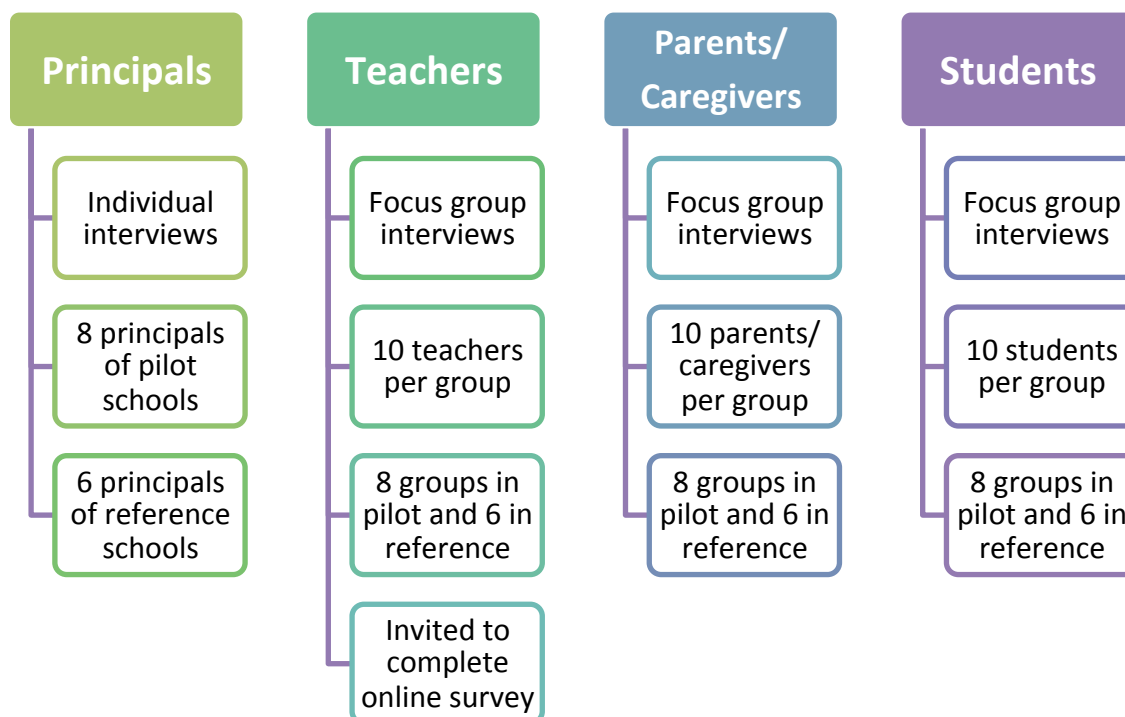 Principals
Individual
interviews
8 principals
of pilot
schools
6 principals
of reference
schools
Teachers
Focus group
interviews
10 teachers
per group
8 groups in
pilot and 6 in
reference
Invited to
complete
online survey
Parents/
Caregivers
Focus group
interviews
10 parents/
caregivers
per group
8 groups in
pilot and 6 in
reference
Students
Focus group
interviews
10 students
per group
8 groups in
pilot and 6 in
reference